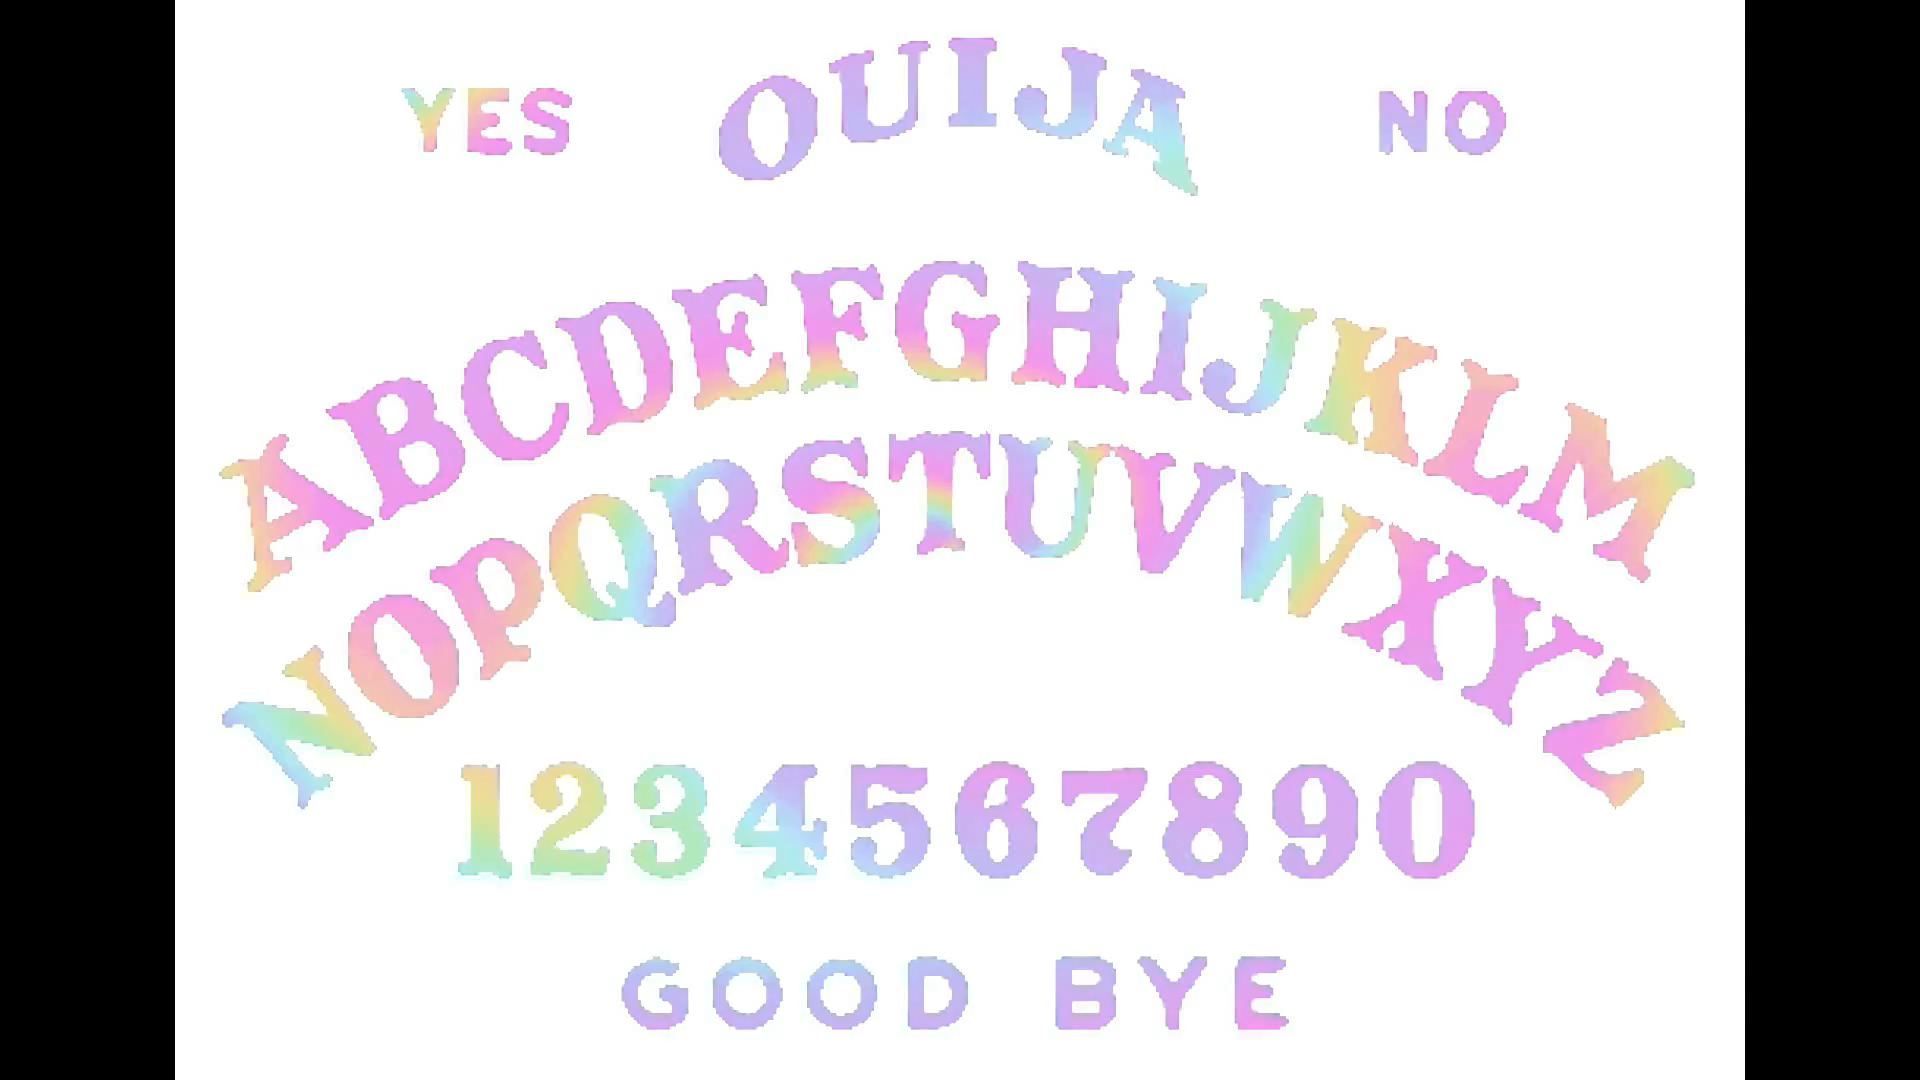 YES OUIJA NO
ABCDEFGHIJKLM
NOPQRSTUVWXYZ
1234567890
GOOD BYE